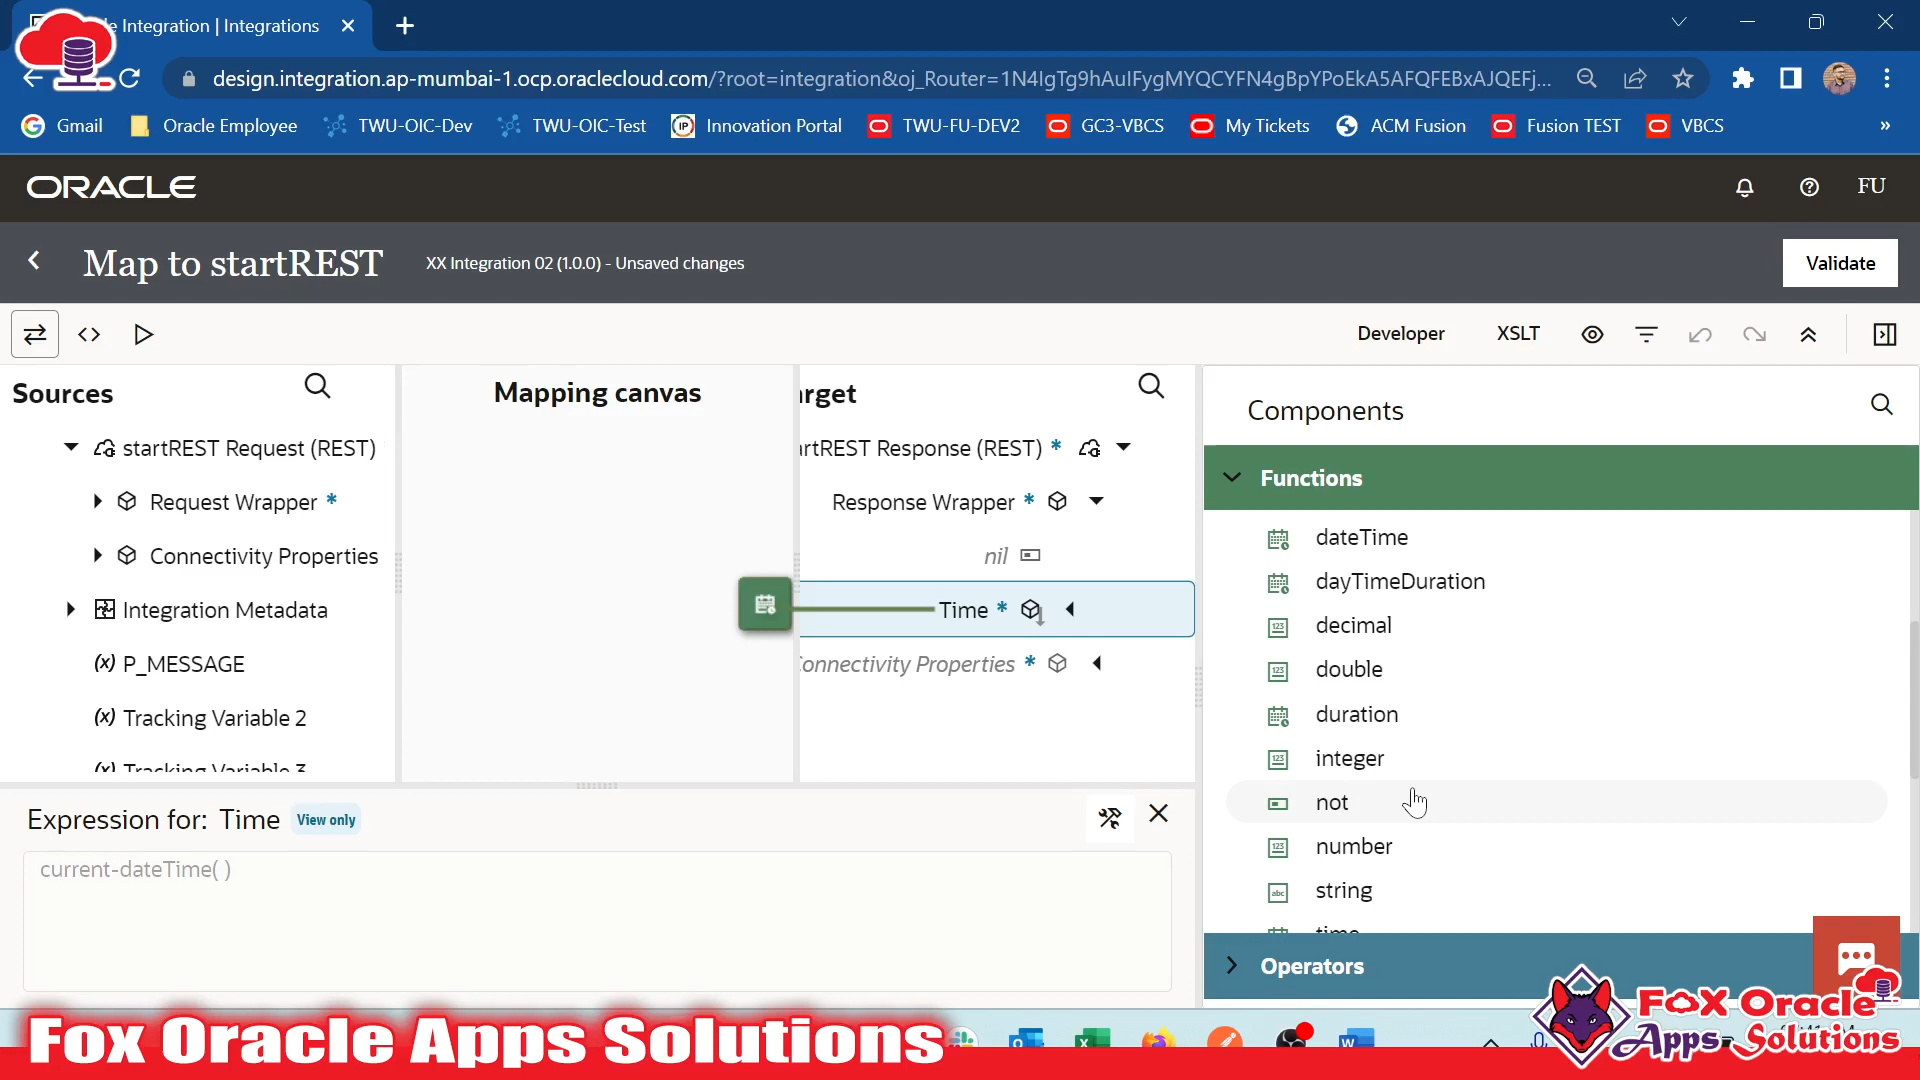 Integration | Integrations
design.integration.ap-mumbai-1.ocp.oraclecloud.com/?root=integration&oj_Router=1N4IgTg9hAuIFygMYQCYFN4gBpYPoEkA5AFQFEBxAJQEFj...
Gmail Oracle Employee TWU-OIC-Dev TWU-OIC-Test Innovation Portal TWU-FU-DEV2 GC3-VBCS My Tickets ACM Fusion Fusion TEST VBCS »
ORACLE FU
Map to startREST XX Integration 02 (1.0.0) - Unsaved changes Validate
Developer XSLT
Sources Mapping canvas rget Components
startREST Request (REST) rtREST Response (REST) *
Functions
Request Wrapper * Response Wrapper *
dateTime
Connectivity Properties nil
dayTimeDuration
Integration Metadata Time *
decimal
(x) P_MESSAGE onnectivity Properties *
double
(x) Tracking Variable 2
duration
(x) Tracking Variable 3
integer
not
Expression for: Time View only
number
current-dateTime( )
string
time
Operators
Fox Oracle Apps Solutions
Fox Oracle
Apps Solutions